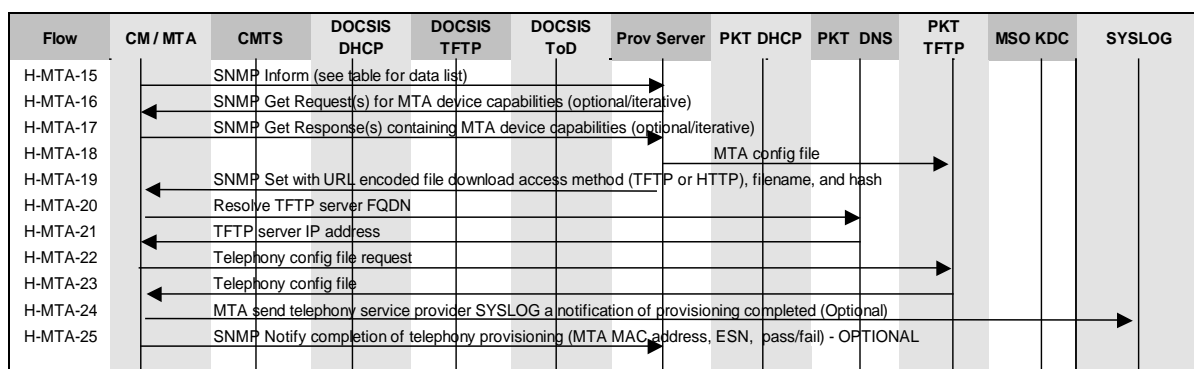 Flow CM / MTA CMTS DOCSIS DHCP DOCSIS TFTP DOCSIS ToD Prov Server PKT DHCP PKT DNS PKT TFTP MSO KDC SYSLOG
H-MTA-15 SNMP Inform (see table for data list)
H-MTA-16 SNMP Get Request(s) for MTA device capabilities (optional/iterative)
H-MTA-17 SNMP Get Response(s) containing MTA device capabilities (optional/iterative)
H-MTA-18 MTA config file
H-MTA-19 SNMP Set with URL encoded file download access method (TFTP or HTTP), filename, and hash
H-MTA-20 Resolve TFTP server FQDN
H-MTA-21 TFTP server IP address
H-MTA-22 Telephony config file request
H-MTA-23 Telephony config file
H-MTA-24 MTA send telephony service provider SYSLOG a notification of provisioning completed (Optional)
H-MTA-25 SNMP Notify completion of telephony provisioning (MTA MAC address, ESN, pass/fail) - OPTIONAL